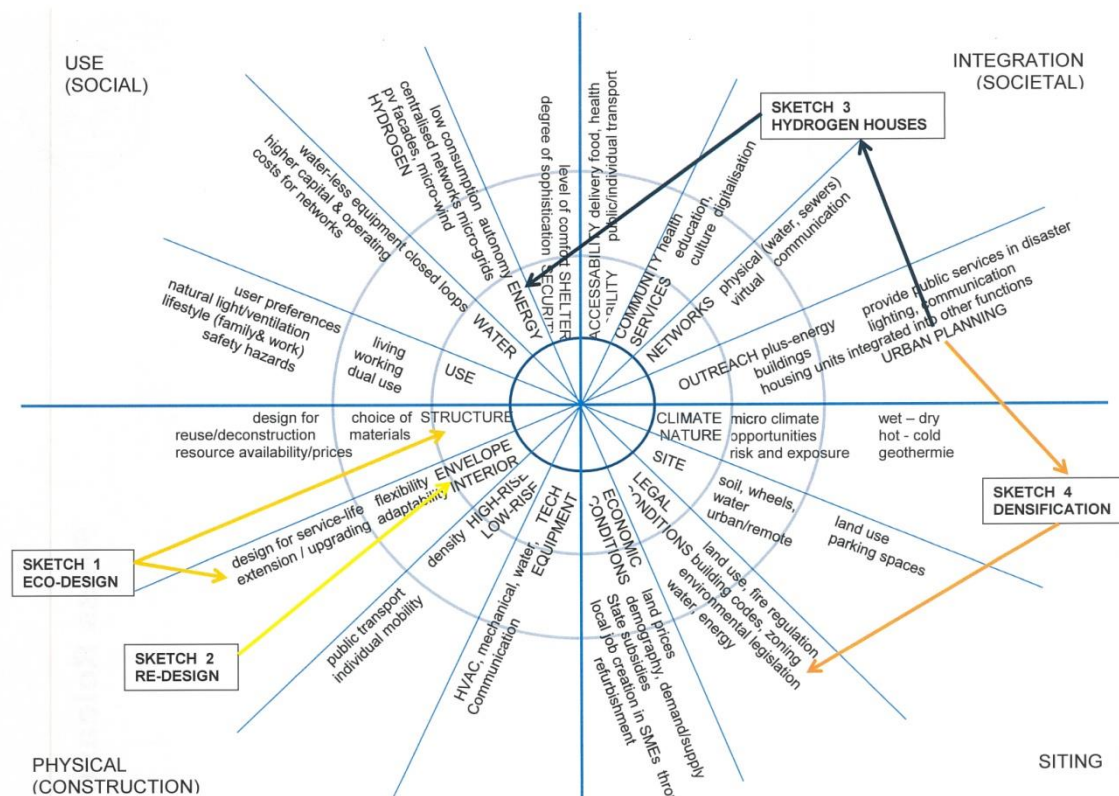 USE
(SOCIAL)
INTEGRATION
(SOCIETAL)
SKETCH 3
HYDROGEN HOUSES
low consumption autonomy ENERGY
centralised networks micro-grids
pv facades, micro-wind
HYDROGEN
level of comfort SHELTER
degree of sophistication SECURITY
ACCESSABILITY delivery food, health
public/individual transport
COMMUNITY health
SERVICES education,
culture digitalisation
NETWORKS physical (water, sewers)
virtual communication
water-less equipment closed loops WATER
higher capital & operating
costs for networks
user preferences
natural light/ventilation
lifestyle (family& work)
safety hazards
living
working
dual use
USE
OUTREACH plus-energy
buildings
provide public services in disaster
lighting, communication
housing units integrated into other functions
URBAN PLANNING
design for
reuse/deconstruction
resource availability/prices
choice of
materials
STRUCTURE
CLIMATE
NATURE
micro climate
opportunities
risk and exposure
wet – dry
hot - cold
geothermie
ENVELOPE
INTERIOR
flexibility
adaptability
design for service-life
extension / upgrading
SITE
soil, wheels,
water
urban/remote
land use
parking spaces
SKETCH 4
DENSIFICATION
SKETCH 1
ECO-DESIGN
SKETCH 2
RE-DESIGN
density HIGH-RISE
LOW-RISE
public transport
individual mobility
TECH
EQUIPMENT
HVAC, mechanical, water,
Communication
ECONOMIC
CONDITIONS
land prices
demography, demand/supply
State subsidies
local job creation in SMEs
refurbishment
LEGAL
land use, fire regulation,
building codes, zoning
environmental legislation
water, energy
PHYSICAL
(CONSTRUCTION)
SITING